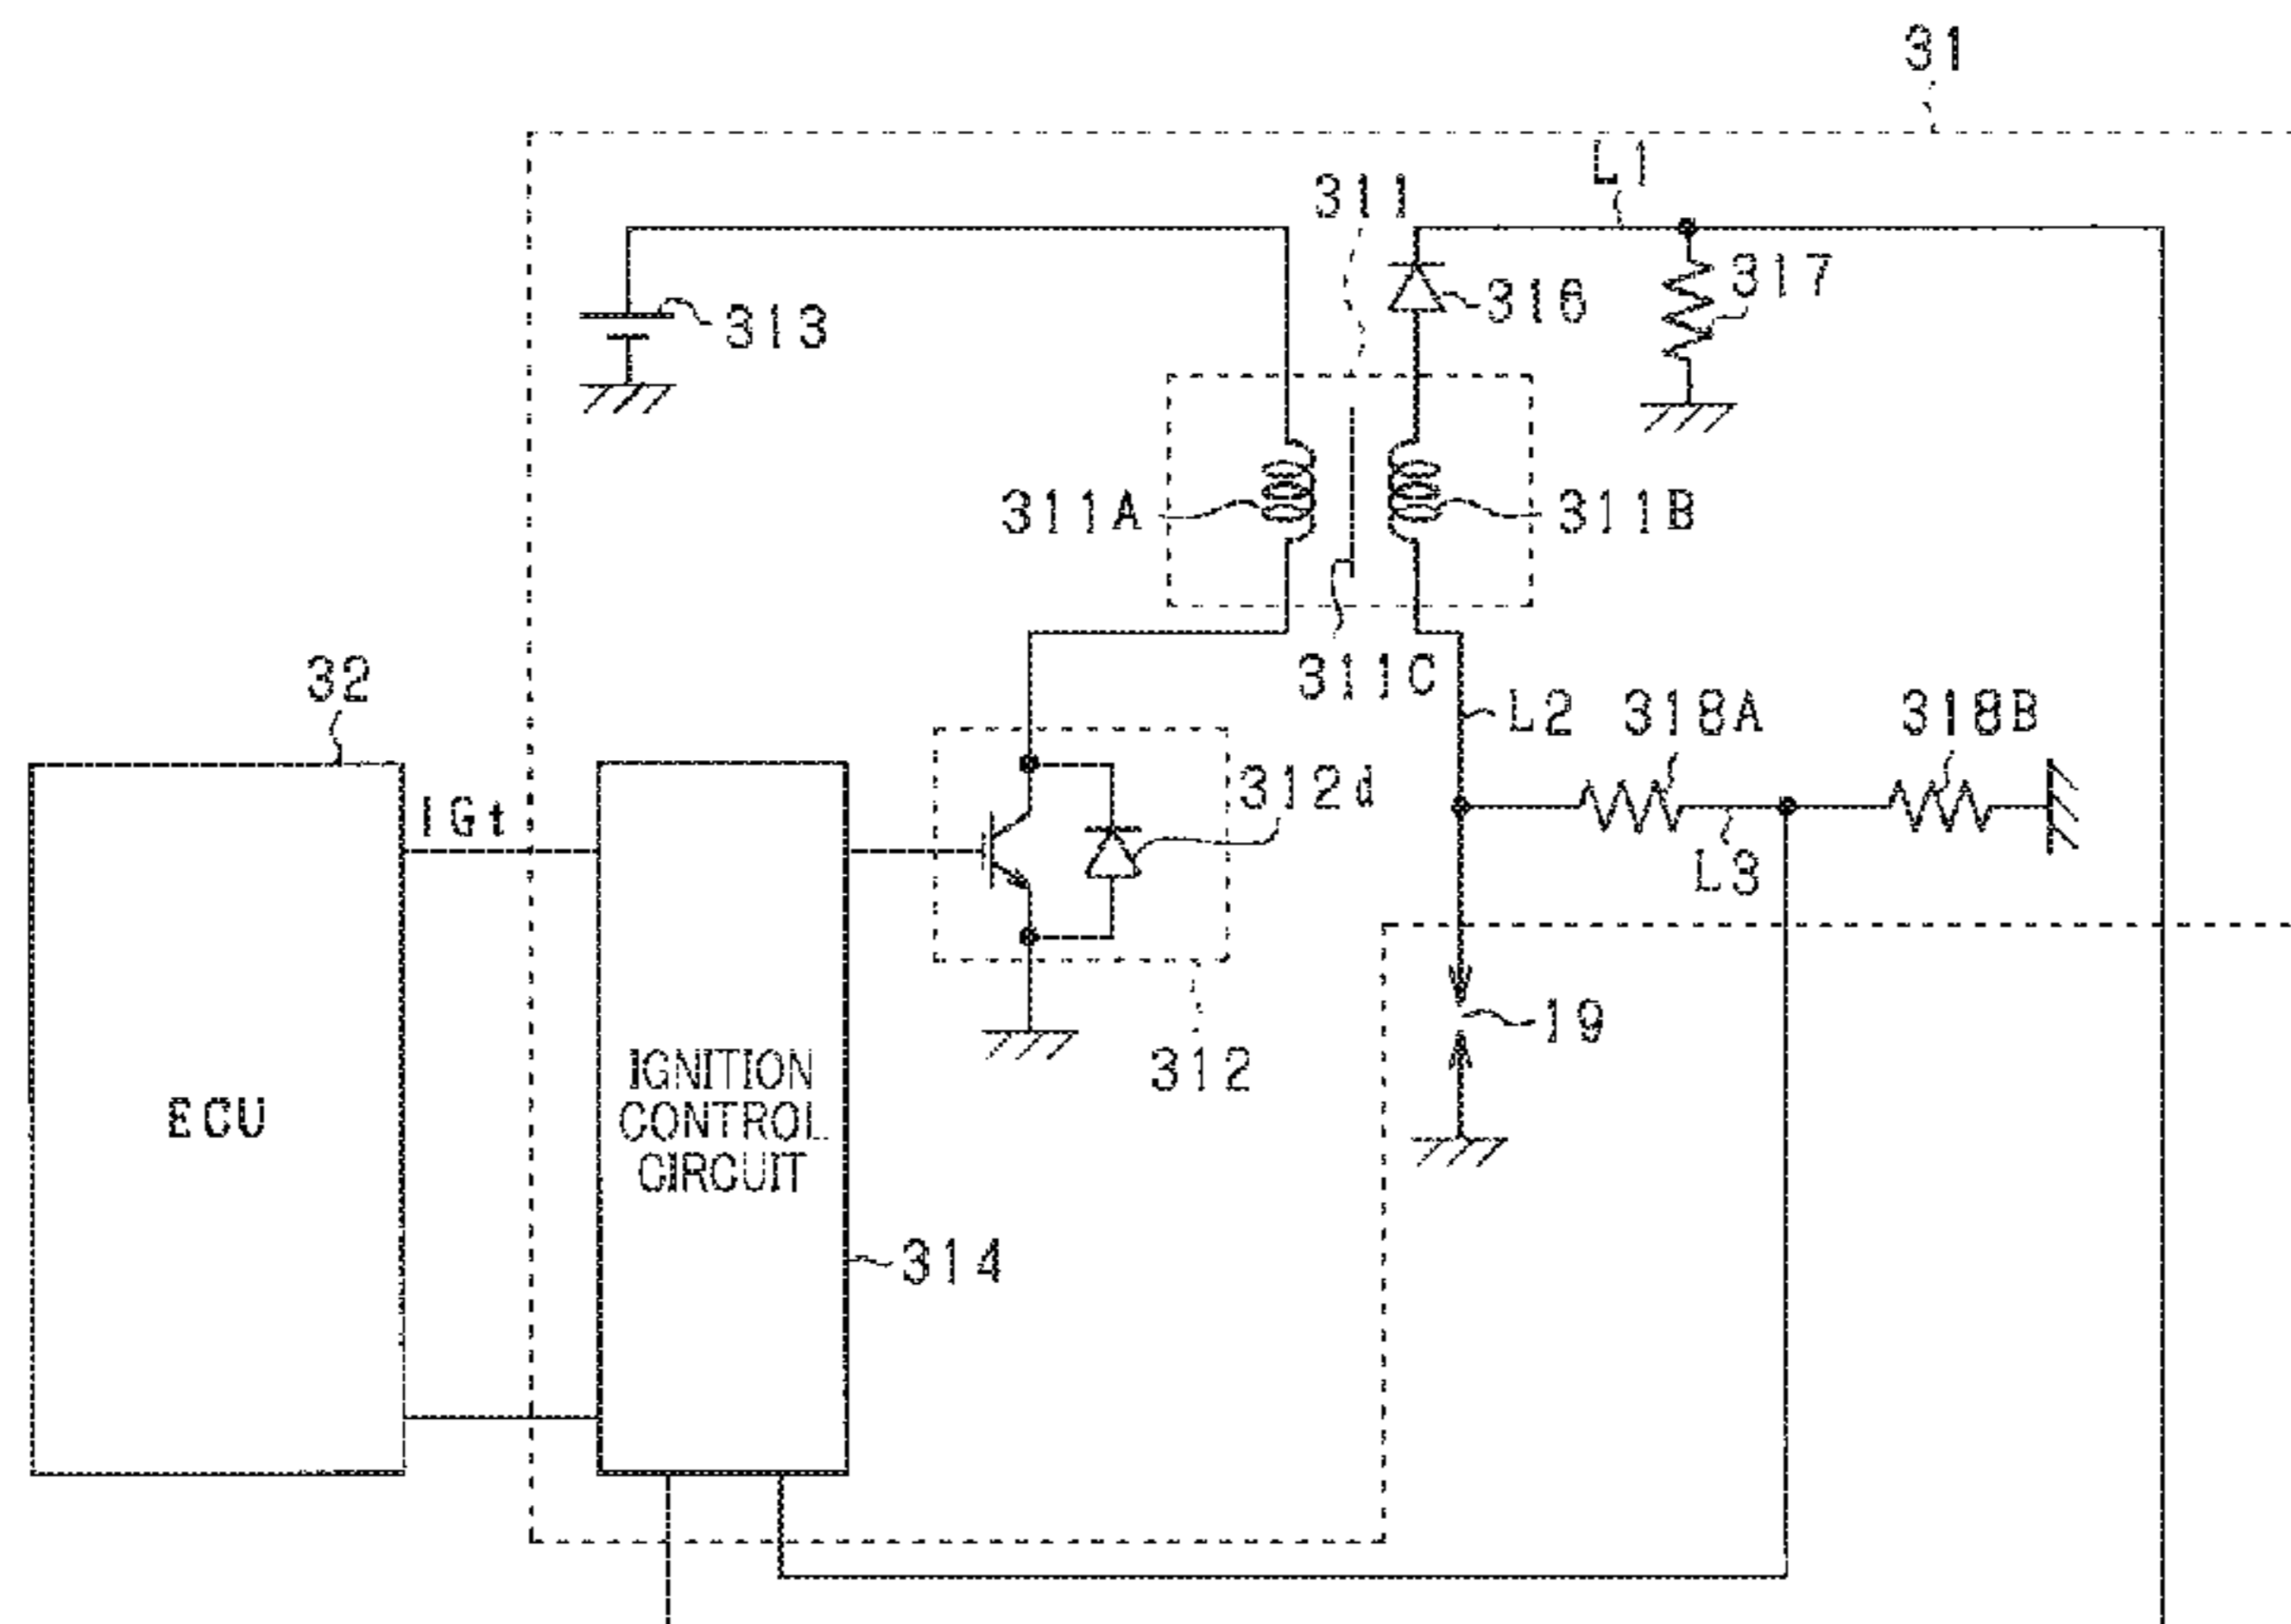 31
L1
311
317
316
313
311A
311B
311C
32
L2
318A
318B
312d
IGt
L3
19
IGNITION
CONTROL
CIRCUIT
312
ECU
314